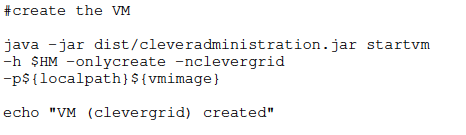 #create the VM
java -jar dist/cleveradministration.jar startvm
-h $HM -onlycreate -nclevergrid
-p${localpath}${vmimage}
echo "VM (clevergrid) created"